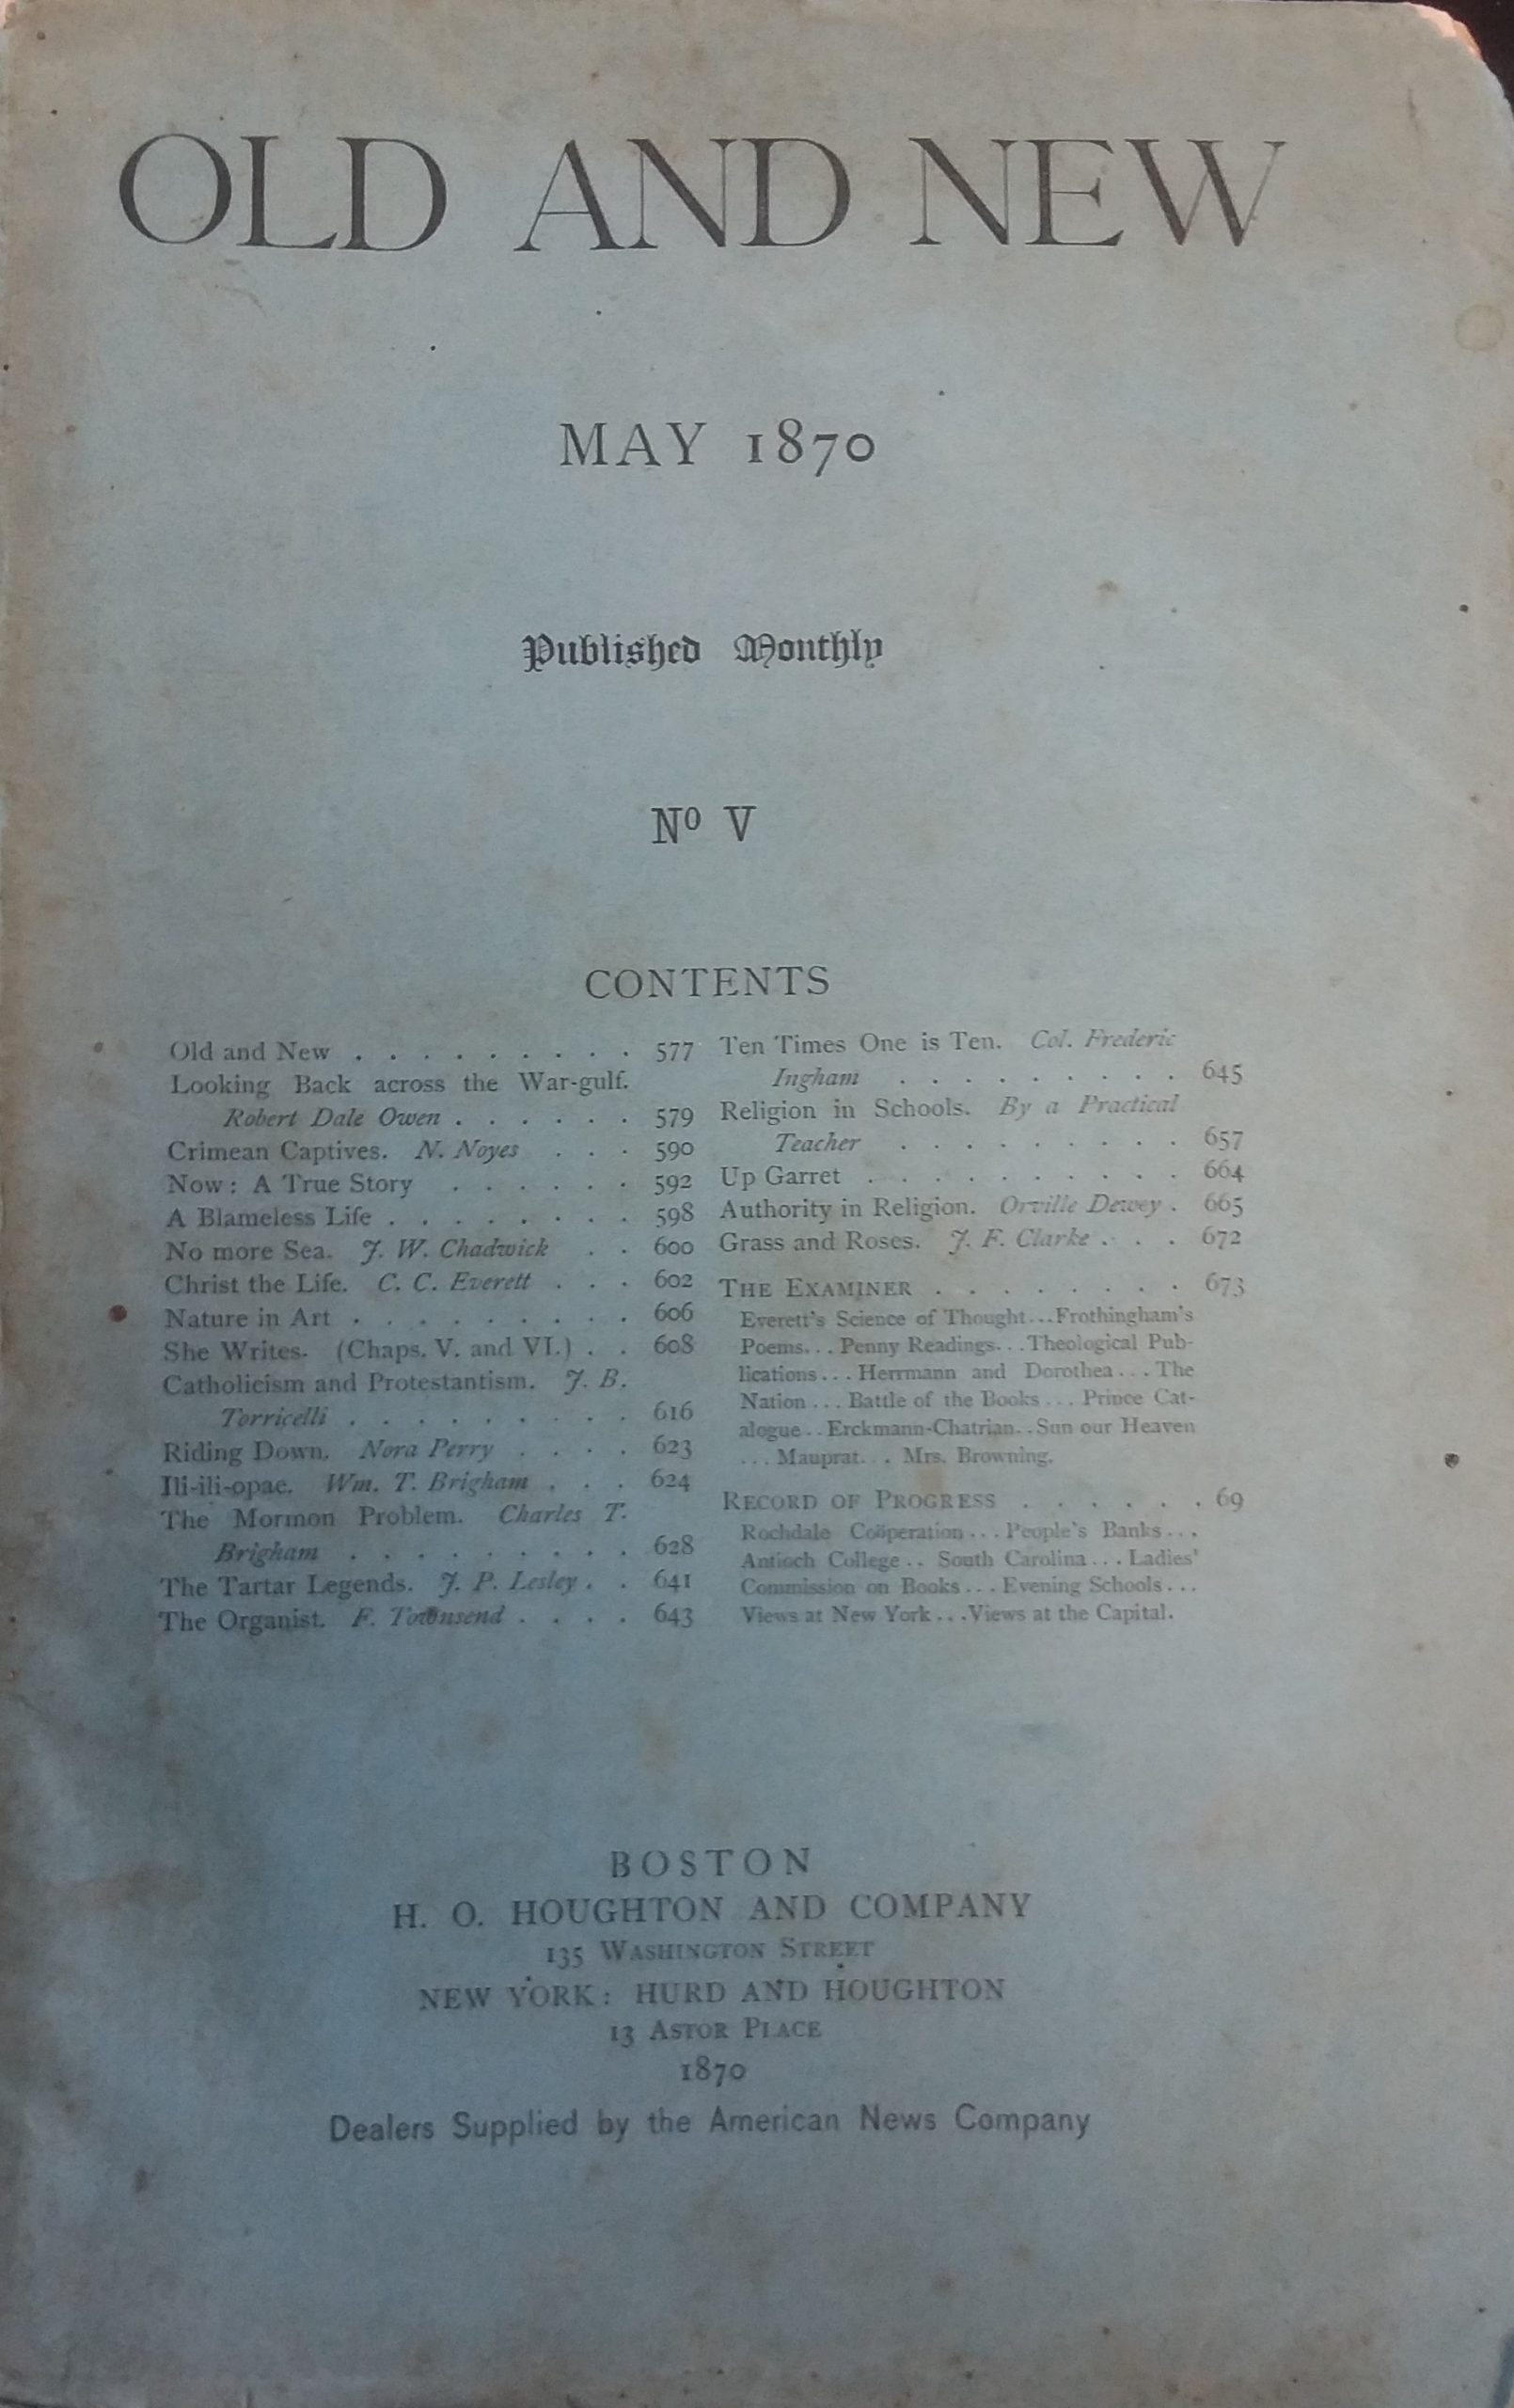 OLD AND NEW
MAY 1870
Published Monthly
Nº V
CONTENTS
Old and New . . . . . . . . . 577
Looking Back across the War-gulf.
Robert Dale Owen . . . . . . 579
Crimean Captives. N. Noyes . . . 590
Now: A True Story . . . . . . 592
A Blameless Life . . . . . . . . 598
No more Sea. J. W. Chadwick . . 600
Christ the Life. C. C. Everett . . . 602
Nature in Art . . . . . . . . . 606
She Writes. (Chaps. V. and VI.) . . 608
Catholicism and Protestantism. J. B.
Torricelli . . . . . . . . . 616
Riding Down. Nora Perry . . . . 623
Ili-ili-opae. Wm. T. Brigham . . . 624
The Mormon Problem. Charles T.
Brigham . . . . . . . . . 628
The Tartar Legends. J. P. Lesley . . 641
The Organist. F. Townsend . . . . 643
Ten Times One is Ten. Col. Frederic
Ingham . . . . . . . . . 645
Religion in Schools. By a Practical
Teacher . . . . . . . . . 657
Up Garret . . . . . . . . . . 664
Authority in Religion. Orville Dewey . 665
Grass and Roses. J. F. Clarke . . . 672
THE EXAMINER . . . . . . . . 673
Everett's Science of Thought...Frothingham's
Poems...Penny Readings...Theological Pub-
lications...Herrmann and Dorothea...The
Nation...Battle of the Books...Prince Cat-
alogue..Erckmann-Chatrian..Sun our Heaven
...Mauprat...Mrs. Browning.
RECORD OF PROGRESS . . . . . . 69
Rochdale Coöperation...People's Banks...
Antioch College.. South Carolina...Ladies'
Commission on Books...Evening Schools...
Views at New York...Views at the Capital.
BOSTON
H. O. HOUGHTON AND COMPANY
135 WASHINGTON STREET
NEW YORK: HURD AND HOUGHTON
13 ASTOR PLACE
1870
Dealers Supplied by the American News Company